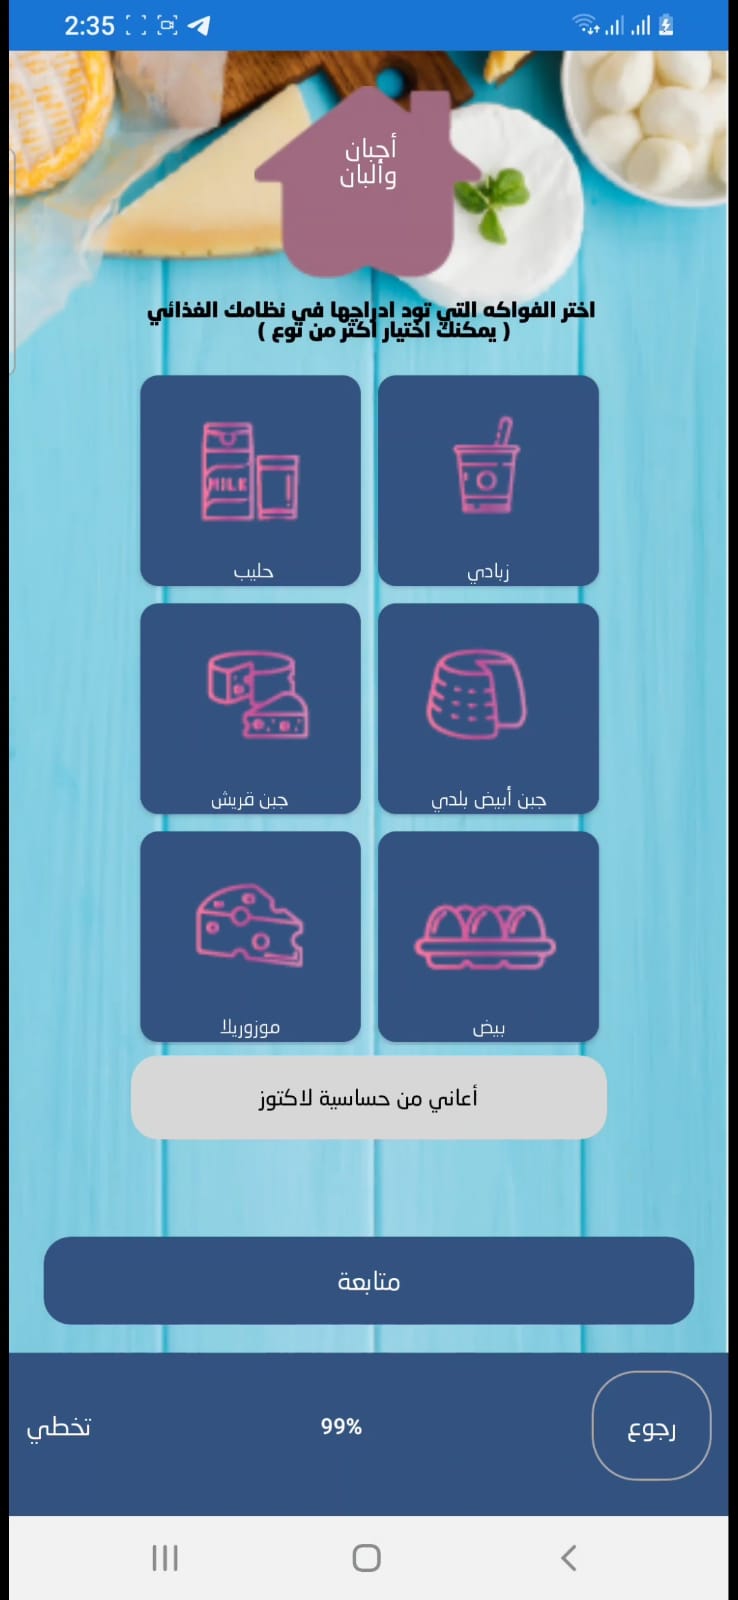 2:35
أجبان
وألبان
اختر الفواكه التي تود ادراجها في نظامك الغذائي
( يمكنك اختيار أكثر من نوع )
MILK
زبادي
حليب
جبن أبيض بلدي
جبن قريش
بيض
موزوريلا
أعاني من حساسية لاكتوز
متابعة
رجوع
99%
تخطي